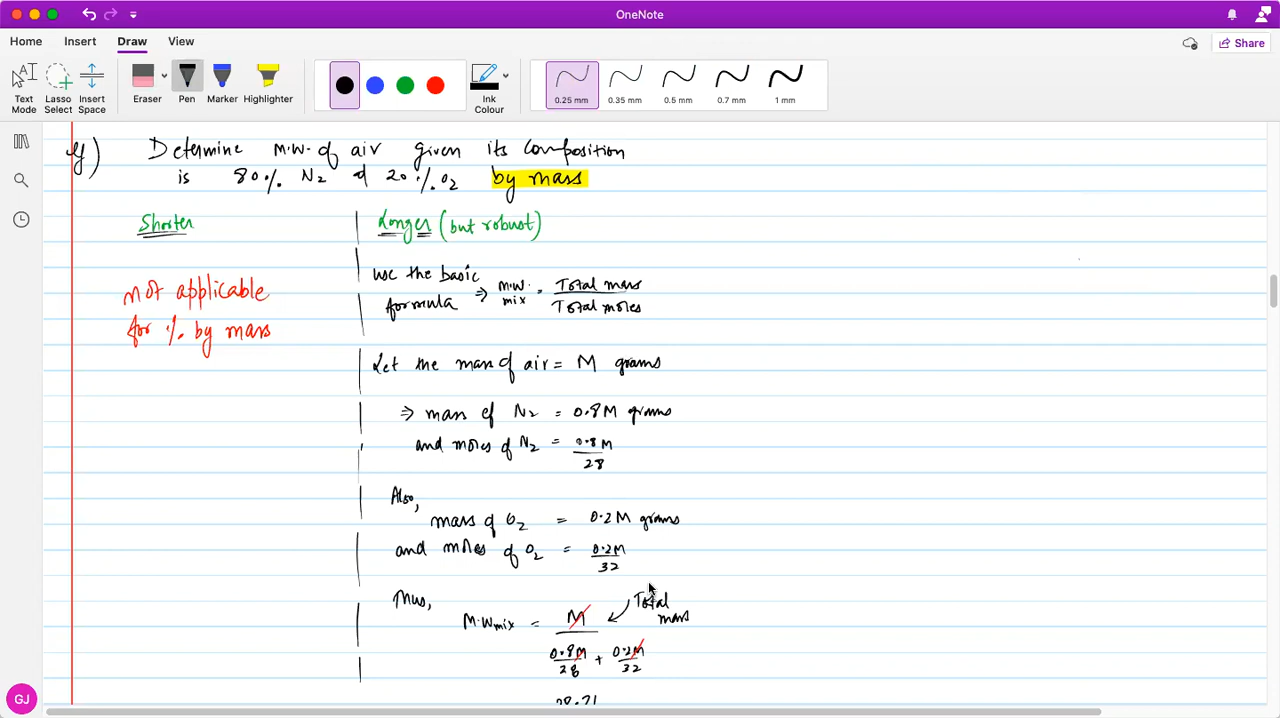 OneNote
Home Insert Draw View
Share
Text Mode
Lasso Select
Insert Space
Eraser
Pen
Marker
Highlighter
Ink Colour
0.25 mm
0.35 mm
0.5 mm
0.7 mm
1 mm
Determine M.W. of air given its composition
is 80% N2 & 20% O2 by mass
Shorter
Longer (but robust)
not applicable
for % by mass
use the basic
formula ⇒ M.W. mix = Total mass / Total moles
Let the mass of air = M grams
⇒ mass of N2 = 0.8M grams
and moles of N2 = 0.8M / 28
Also,
mass of O2 = 0.2M grams
and moles of O2 = 0.2M / 32
Thus,
M.Wmix = M / (0.8M / 28 + 0.2M / 32)
Total mass
28.71
GJ